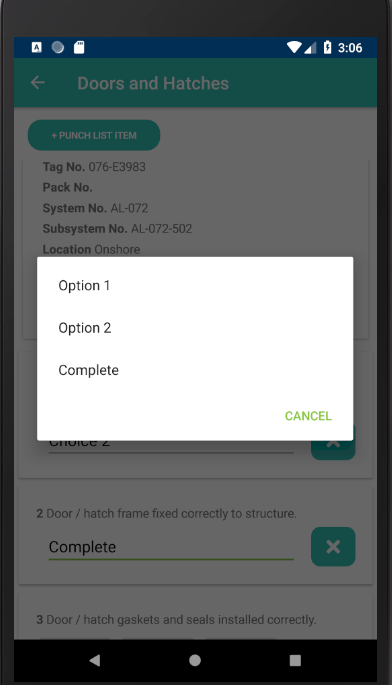 A
3:06
Doors and Hatches
+ PUNCH LIST ITEM
Tag No. 076-E3983
Pack No.
System No. AL-072
Subsystem No. AL-072-502
Location Onshore
Option 1
Option 2
Complete
CANCEL
Choice 2
2 Door / hatch frame fixed correctly to structure.
Complete
3 Door / hatch gaskets and seals installed correctly.